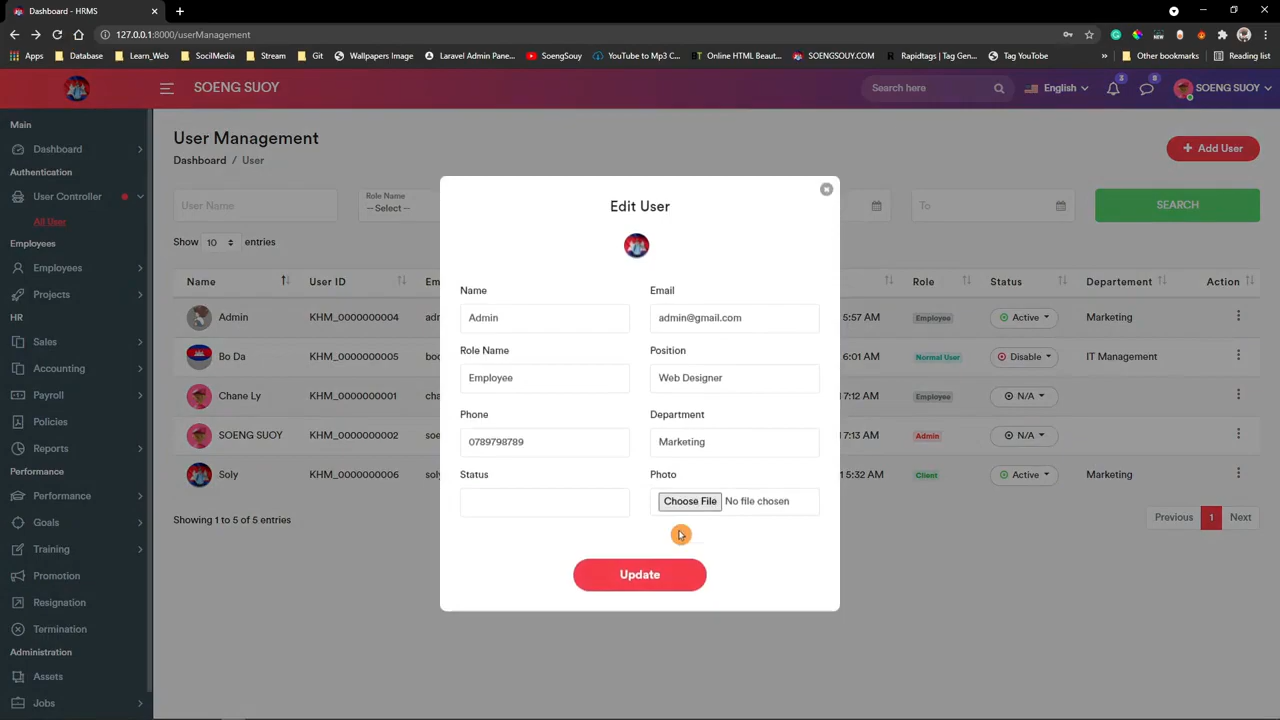 Dashboard - HRMS
127.0.0.1:8000/userManagement
Apps Database Learn_Web SocilMedia Stream Git Wallpapers Image Laravel Admin Panel... SoengSouy YouTube to Mp3 C... Online HTML Beaut... SOENGSOUY.COM Rapidtags | Tag Gen... Tag YouTube » Other bookmarks Reading list
SOENG SUOY
Search here
English
3
8
SOENG SUOY
Main
Dashboard
Authentication
User Controller
All User
Employees
Employees
Projects
HR
Sales
Accounting
Payroll
Policies
Reports
Performance
Performance
Goals
Training
Promotion
Resignation
Termination
Administration
Assets
Jobs
User Management
Dashboard / User
+ Add User
User Name
Role Name
-- Select --
To
SEARCH
Show 10 entries
Name User ID Role Status Departement Action
Admin KHM_0000000004 5:57 AM Employee Active Marketing
Bo Da KHM_0000000005 6:01 AM Normal User Disable IT Management
Chane Ly KHM_0000000001 7:12 AM Employee N/A
SOENG SUOY KHM_0000000002 7:13 AM Admin N/A
Soly KHM_0000000006 5:32 AM Client Active Marketing
Showing 1 to 5 of 5 entries
Previous 1 Next
Edit User
Name Email
Admin admin@gmail.com
Role Name Position
Employee Web Designer
Phone Department
0789798789 Marketing
Status Photo
Choose File No file chosen
Update